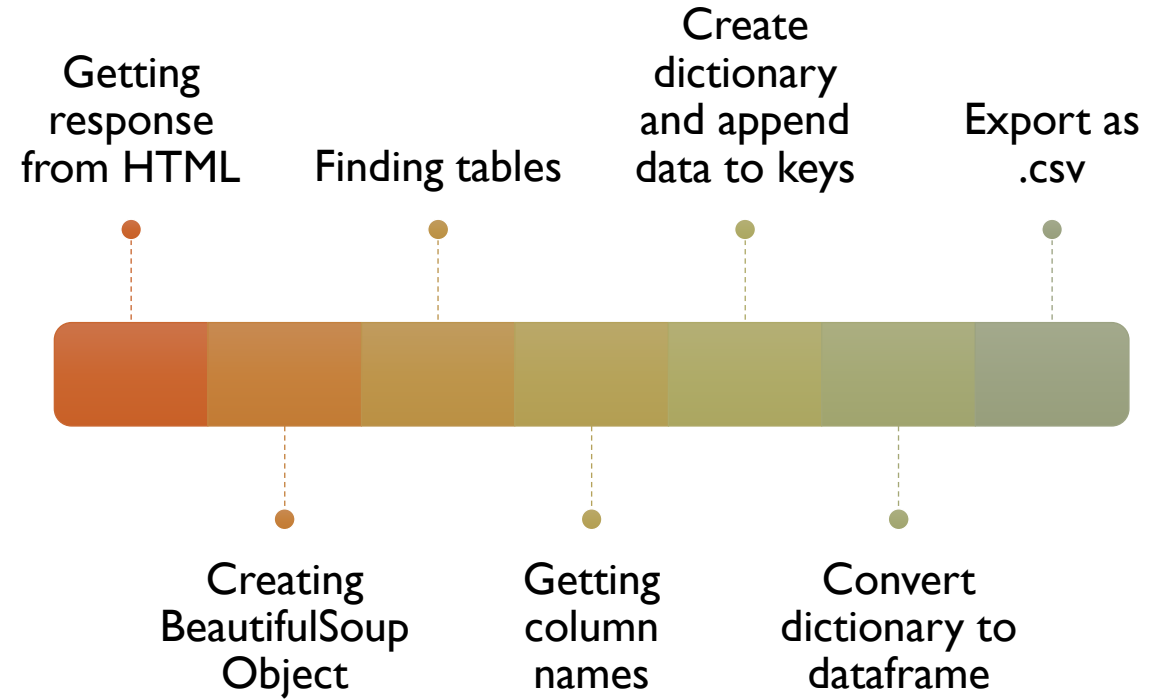 Getting
response
from HTML
Creating
BeautifulSoup
Object
Finding tables
Getting
column
names
Create
dictionary
and append
data to keys
Convert
dictionary to
dataframe
Export as
.csv